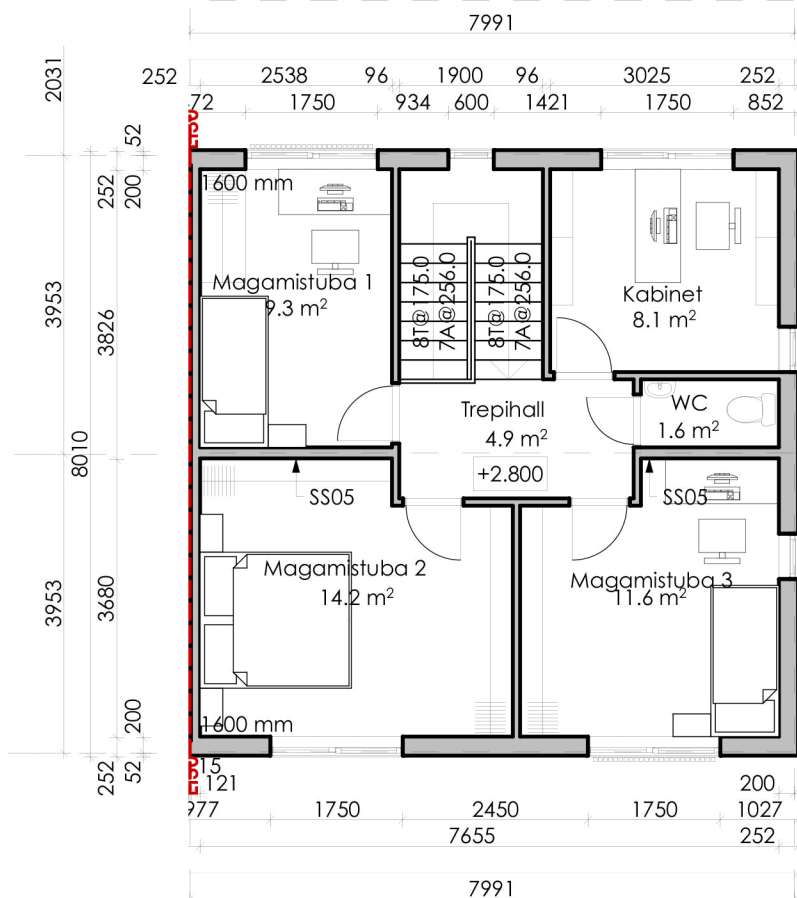 7991
252 2538 96 1900 96 3025 252
1750 934 600 1421 1750 852
2031
52
252 200
1600 mm
8T@175.0
7A@256.0
8T@175.0
7A@256.0
Magamistuba 1
9.3 m²
Kabinet
8.1 m²
3953
3826
Trepihall
4.9 m²
WC
1.6 m²
8010
+2.800
SS05
SS05
Magamistuba 2
14.2 m²
Magamistuba 3
11.6 m²
3953
3680
200
1600 mm
252 52
15
121
200
1750 2450 1750 1027
7655 252
7991